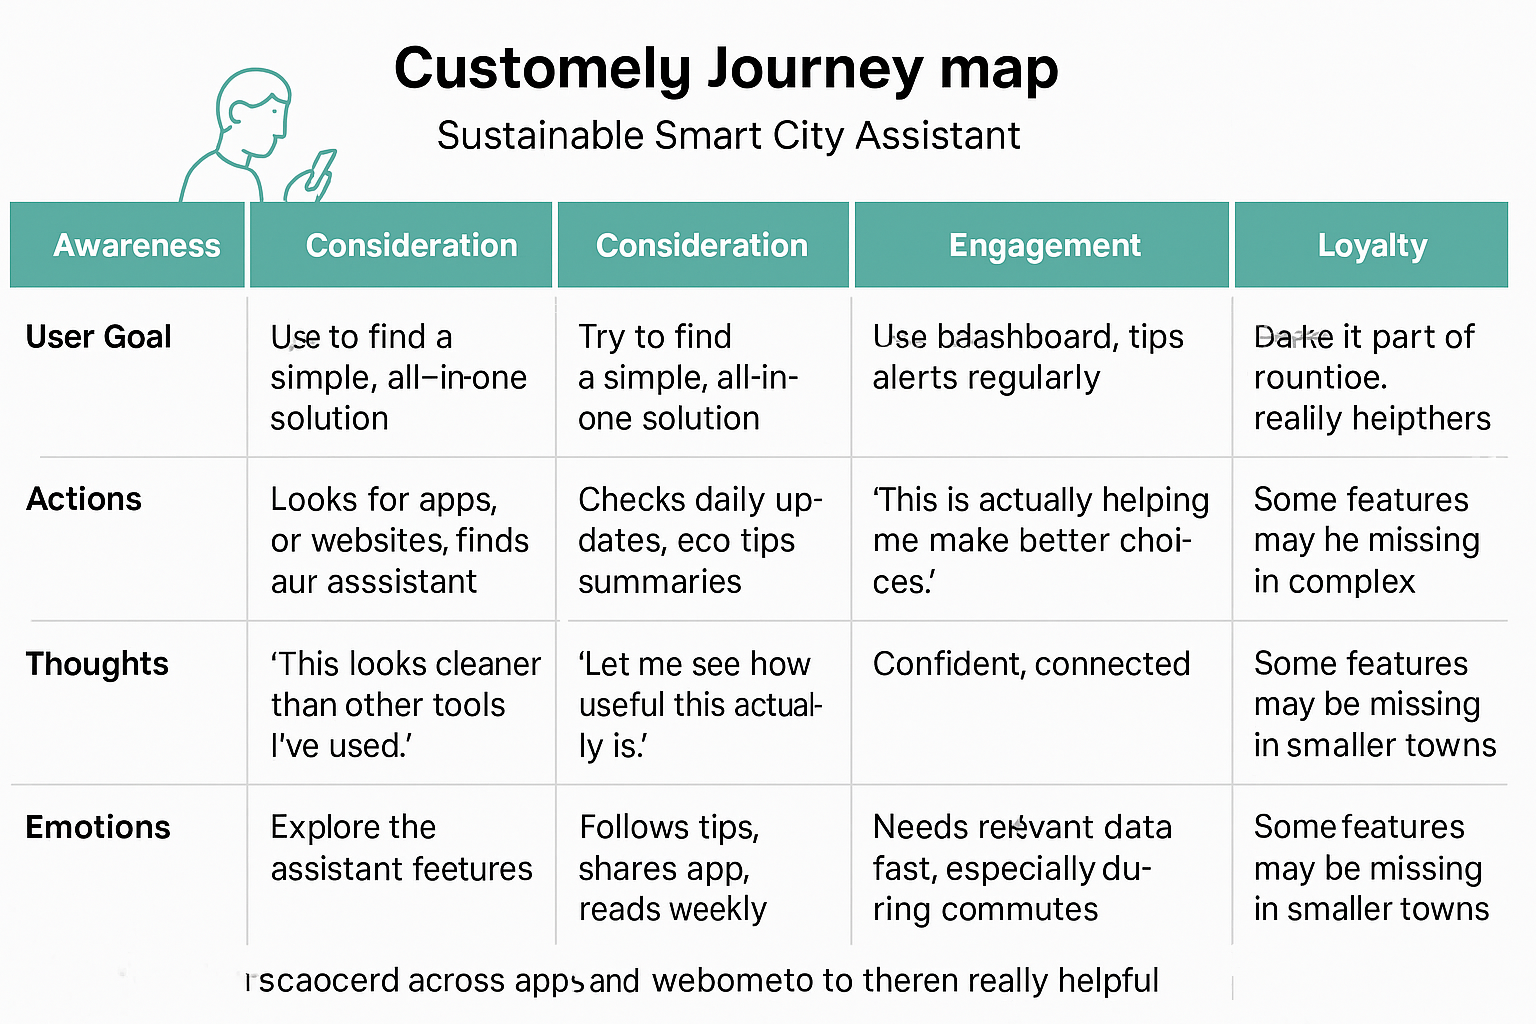 Customely Journey map
Sustainable Smart City Assistant
Awareness
Consideration
Consideration
Engagement
Loyalty
User Goal
Use to find a
simple, all–in-one
solution
Try to find
a simple, all-in-
one solution
Use bdashboard, tips
alerts regularly
it part of
rountioe.
realily heipthers
Actions
Looks for apps,
or websites, finds
aur asssistant
Checks daily up-
dates, eco tips
summaries
‘This is actually helping
me make better choi-
ces.’
Some features
may he missing
in complex
Thoughts
‘This looks cleaner
than other tools
I’ve used.’
‘Let me see how
useful this actual-
ly is.’
Confident, connected
Some features
may be missing
in smaller towns
Emotions
Explore the
assistant feetures
Follows tips,
shares app,
reads weekly
Needs data
fast, especially du-
ring commutes
Some features
may be missing
in smaller towns
across apps and webometo to theren really helpful